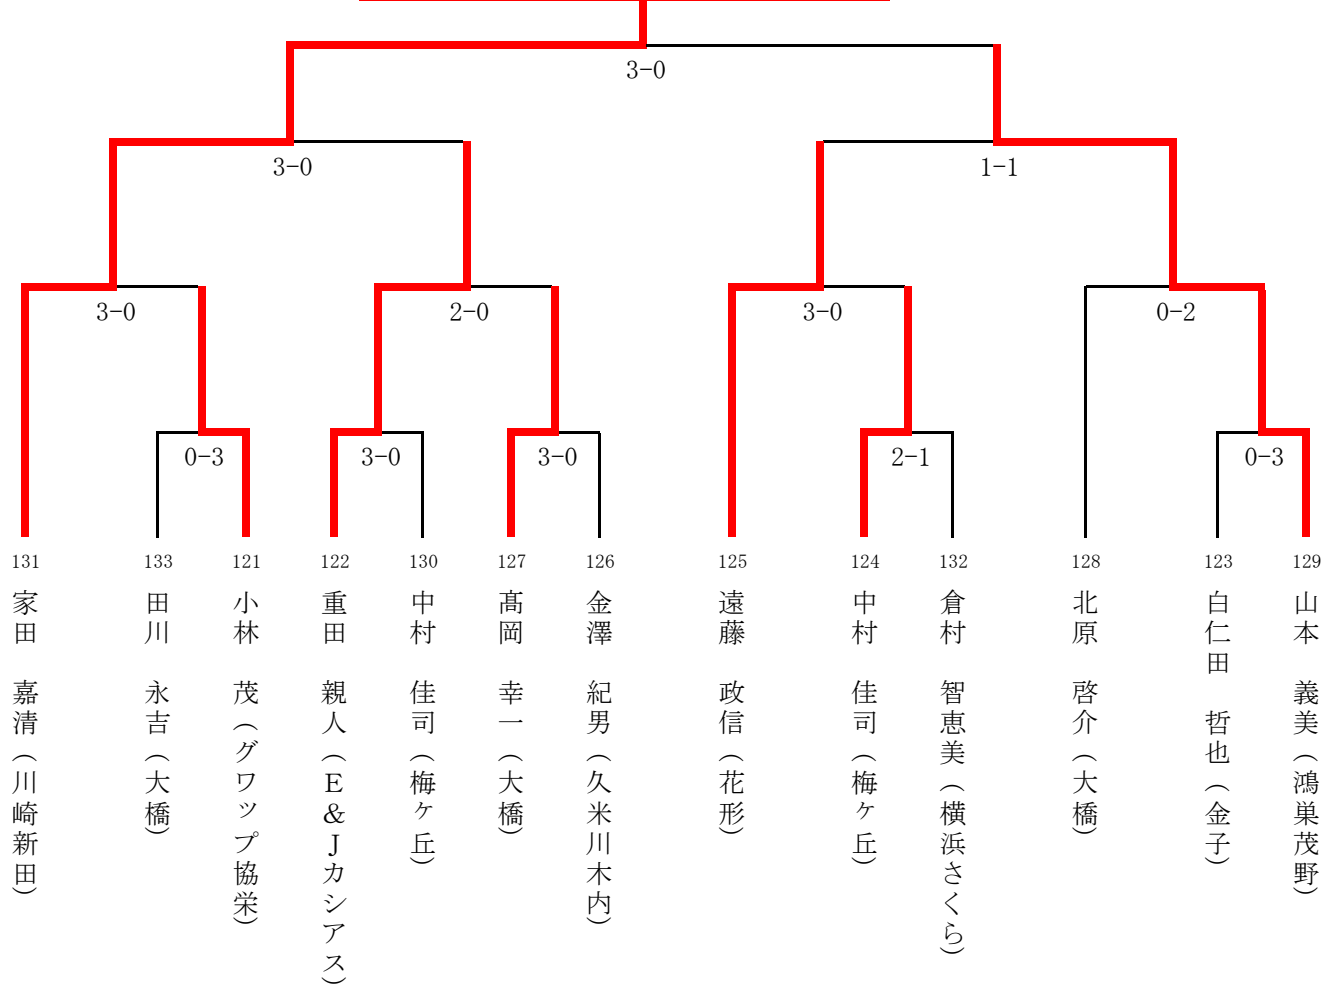 3-0
3-0
1-1
3-0
2-0
3-0
0-2
0-3
3-0
3-0
2-1
0-3
131
133
121
122
130
127
126
125
124
132
128
123
129
家田 嘉清(川崎新田)
田川 永吉(大橋)
小林 茂(グワップ協栄)
重田 親人(E&Jカシアス)
中村 佳司(梅ヶ丘)
髙岡 幸一(大橋)
金澤 紀男(久米川木内)
遠藤 政信(花形)
中村 佳司(梅ヶ丘)
倉村 智恵美(横浜さくら)
北原 啓介(大橋)
白仁田 哲也(金子)
山本 義美(鴻巣茂野)